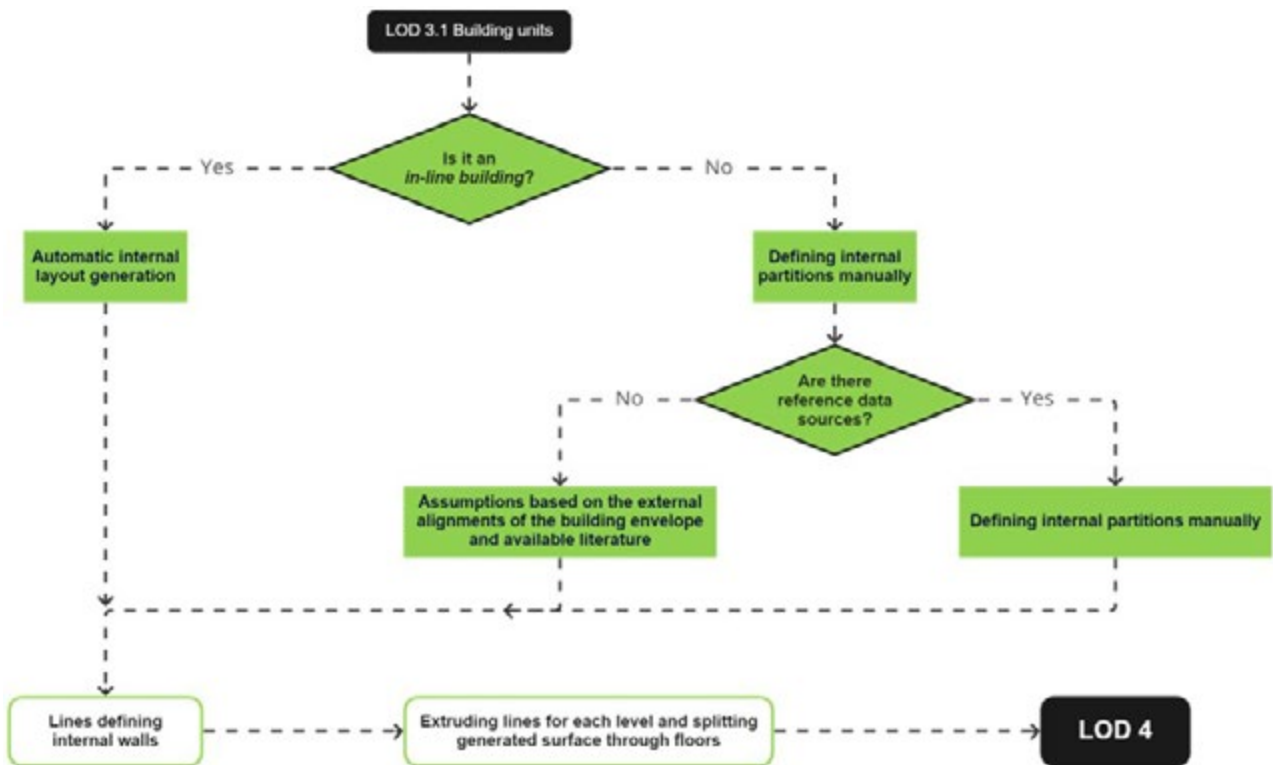 LOD 3.1 Building units
Is it an
in-line building?
Yes
No
Automatic internal
layout generation
Defining internal
partitions manually
Are there
reference data
sources?
No
Yes
Assumptions based on the external
alignments of the building envelope
and available literature
Defining internal partitions manually
Lines defining
internal walls
Extruding lines for each level and splitting
generated surface through floors
LOD 4